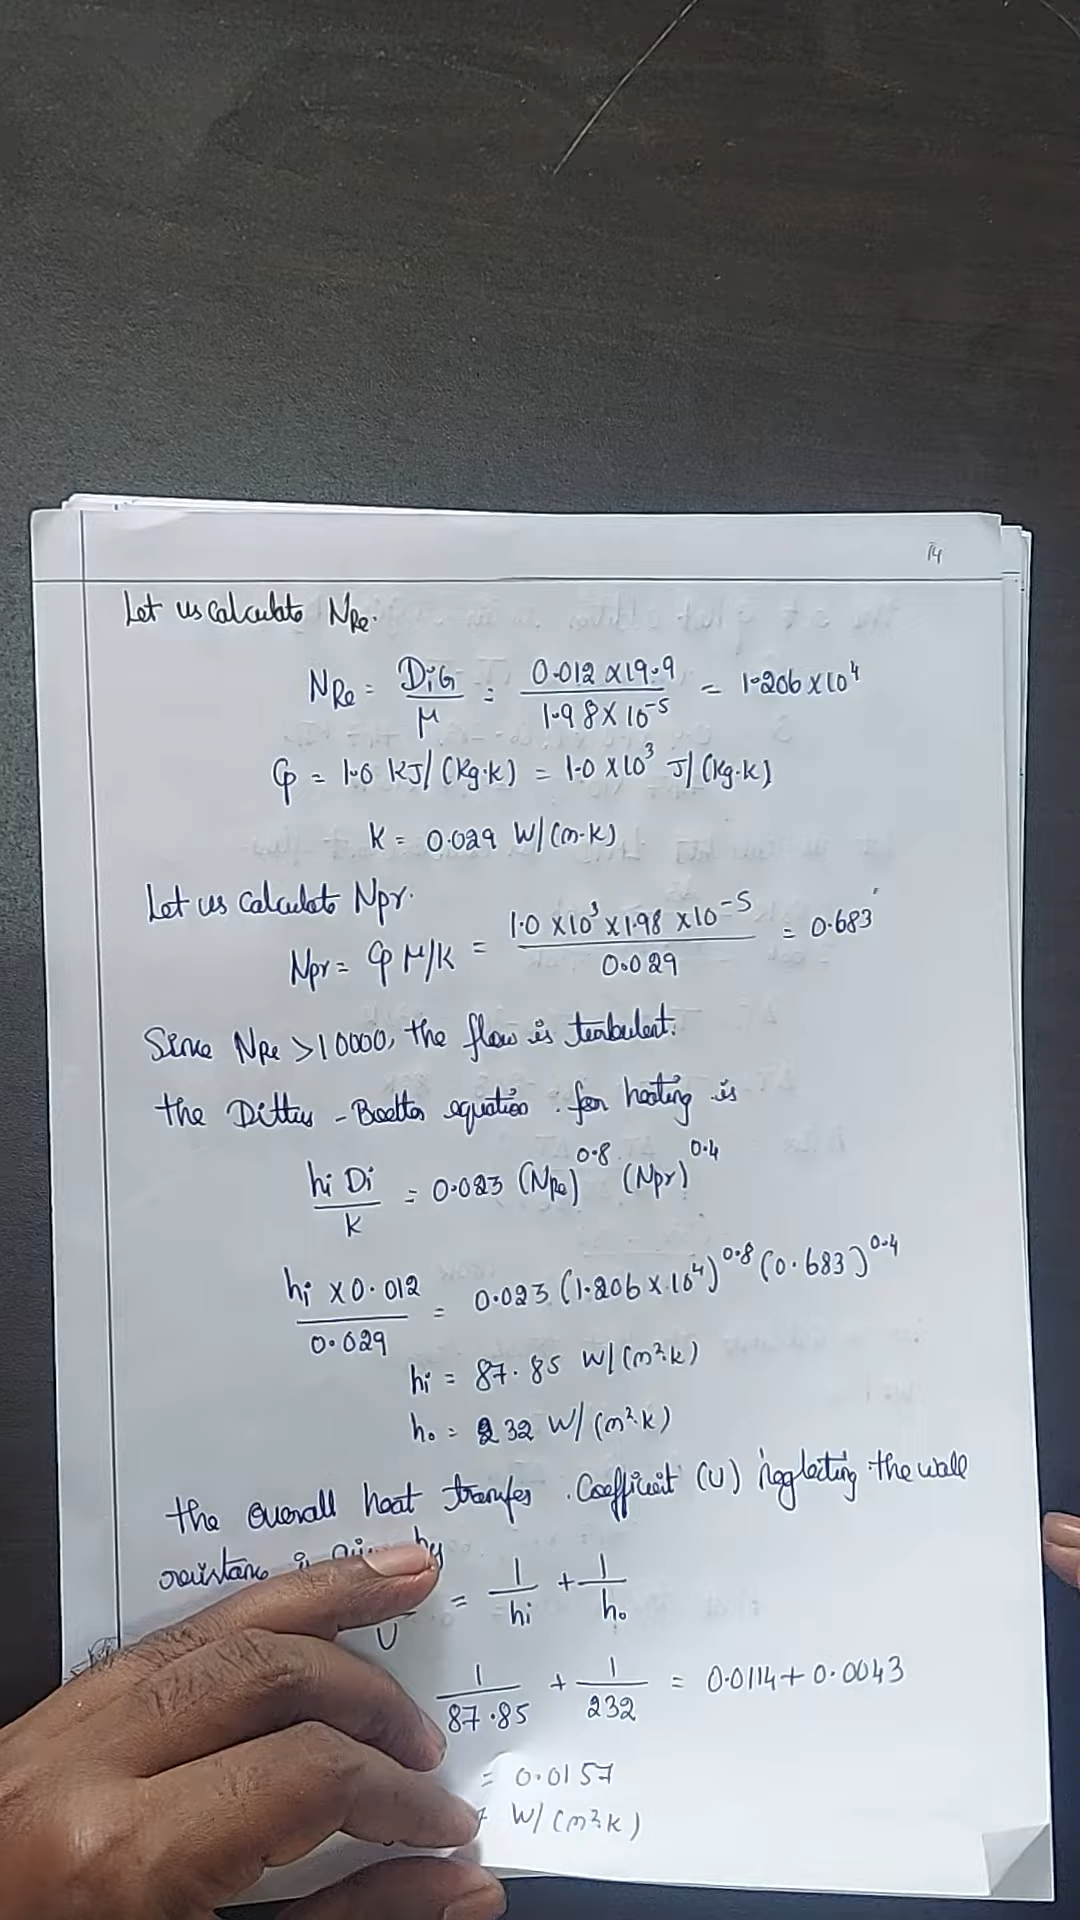 14
Let us calculate NRe.
NRe = DiG/μ = 0.012 x 19.9 / 1.98 x 10^-5 = 1.206 x 10^4
Cp = 1.0 KJ/(Kg.K) = 1.0 x 10^3 J/(Kg.K)
K = 0.029 W/(m.K)
Let us calculate Npr.
Npr = Cp μ/K = 1.0 x 10^3 x 1.98 x 10^-5 / 0.029 = 0.683
Since NRe > 10000, the flow is turbulent.
the Dittus - Boelter equation for heating is
hi Di / K = 0.023 (NRe)^0.8 (Npr)^0.4
hi x 0.012 / 0.029 = 0.023 (1.206 x 10^4)^0.8 (0.683)^0.4
hi = 87.85 W/(m².K)
ho = 232 W/(m².K)
the overall heat transfer Coefficient (U) neglecting the wall
resistance is by
U = 1/hi + 1/ho
1/87.85 + 1/232 = 0.0114 + 0.0043
= 0.0157
W/(m².K)